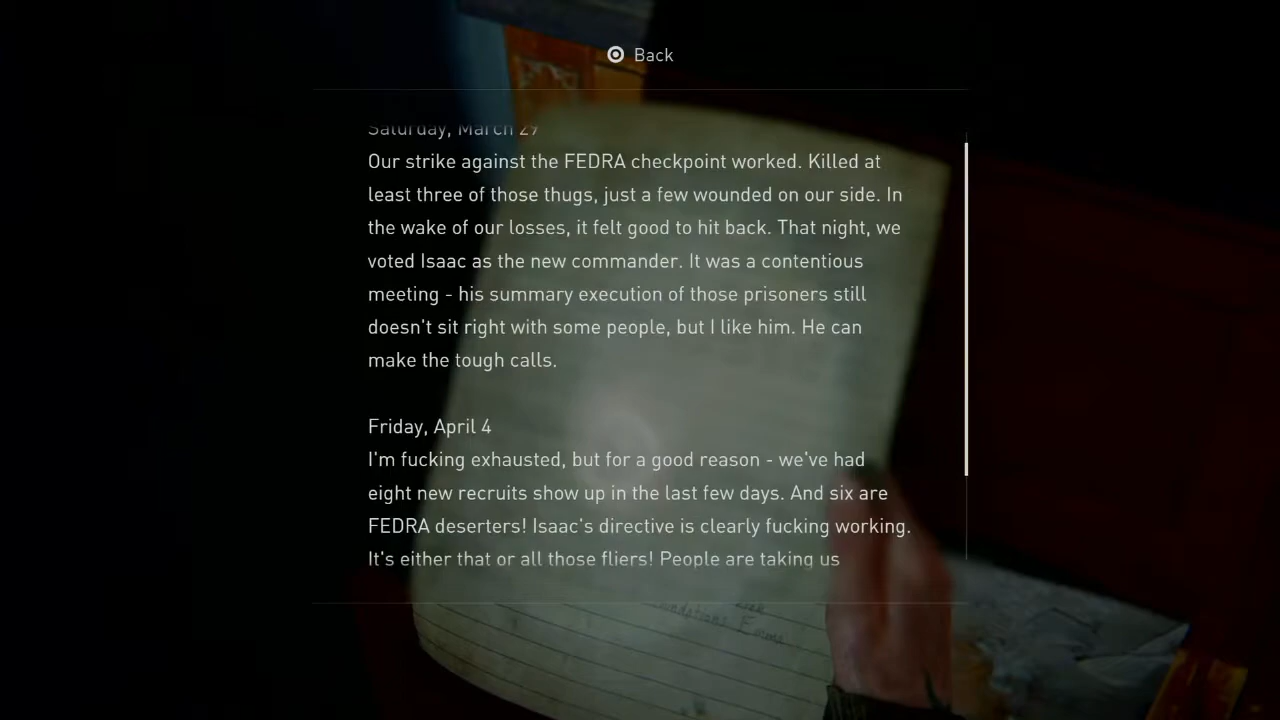 Back
Saturday, March 29
Our strike against the FEDRA checkpoint worked. Killed at
least three of those thugs, just a few wounded on our side. In
the wake of our losses, it felt good to hit back. That night, we
voted Isaac as the new commander. It was a contentious
meeting - his summary execution of those prisoners still
doesn't sit right with some people, but I like him. He can
make the tough calls.
Friday, April 4
I'm fucking exhausted, but for a good reason - we've had
eight new recruits show up in the last few days. And six are
FEDRA deserters! Isaac's directive is clearly fucking working.
It's either that or all those fliers! People are taking us